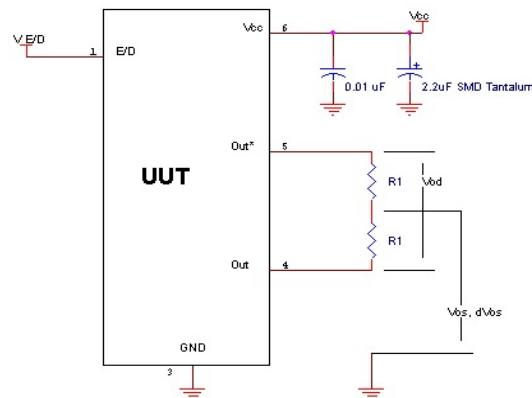 Vcc
6
Vcc
V E/D
1
E/D
0.01 uF
2.2uF SMD Tantalum
+
Out*
5
UUT
R1
Vod
R1
Out
4
Vos, dVos
GND
3